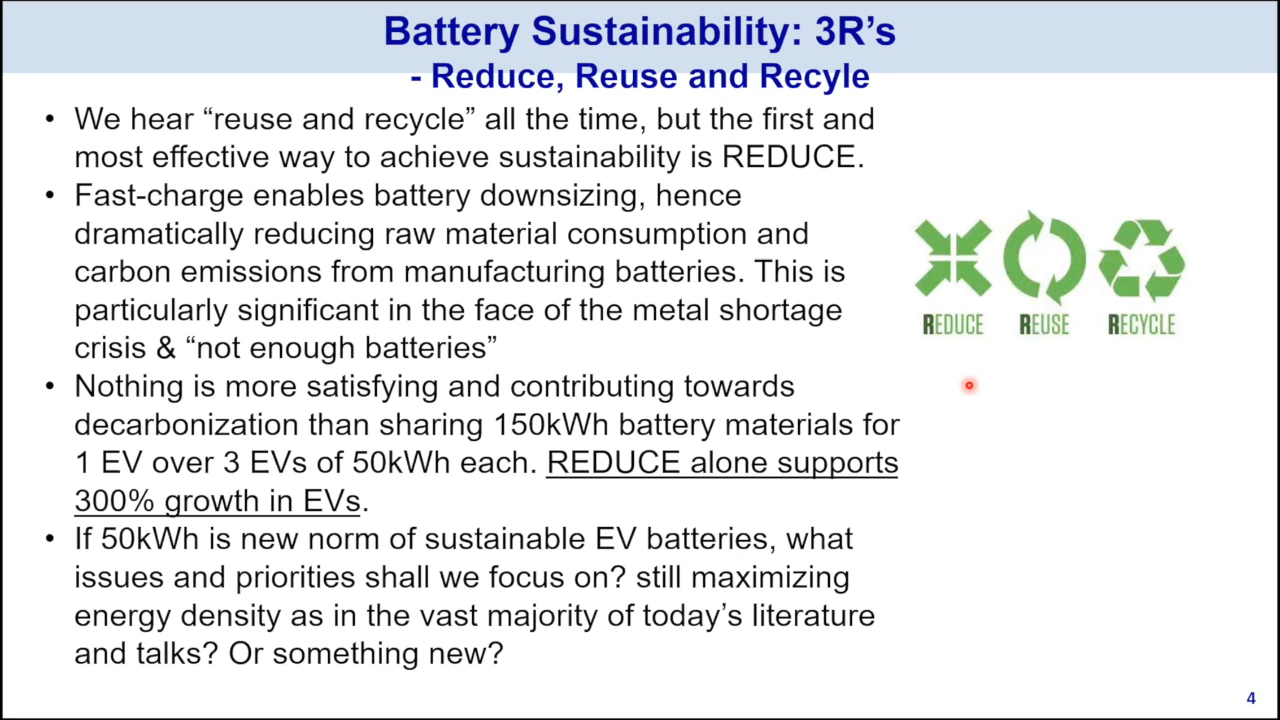 Battery Sustainability: 3R’s
- Reduce, Reuse and Recyle
• We hear “reuse and recycle” all the time, but the first and
most effective way to achieve sustainability is REDUCE.
• Fast-charge enables battery downsizing, hence
dramatically reducing raw material consumption and
carbon emissions from manufacturing batteries. This is
particularly significant in the face of the metal shortage
crisis & “not enough batteries”
• Nothing is more satisfying and contributing towards
decarbonization than sharing 150kWh battery materials for
1 EV over 3 EVs of 50kWh each. REDUCE alone supports
300% growth in EVs.
• If 50kWh is new norm of sustainable EV batteries, what
issues and priorities shall we focus on? still maximizing
energy density as in the vast majority of today’s literature
and talks? Or something new?
REDUCE REUSE RECYCLE
4